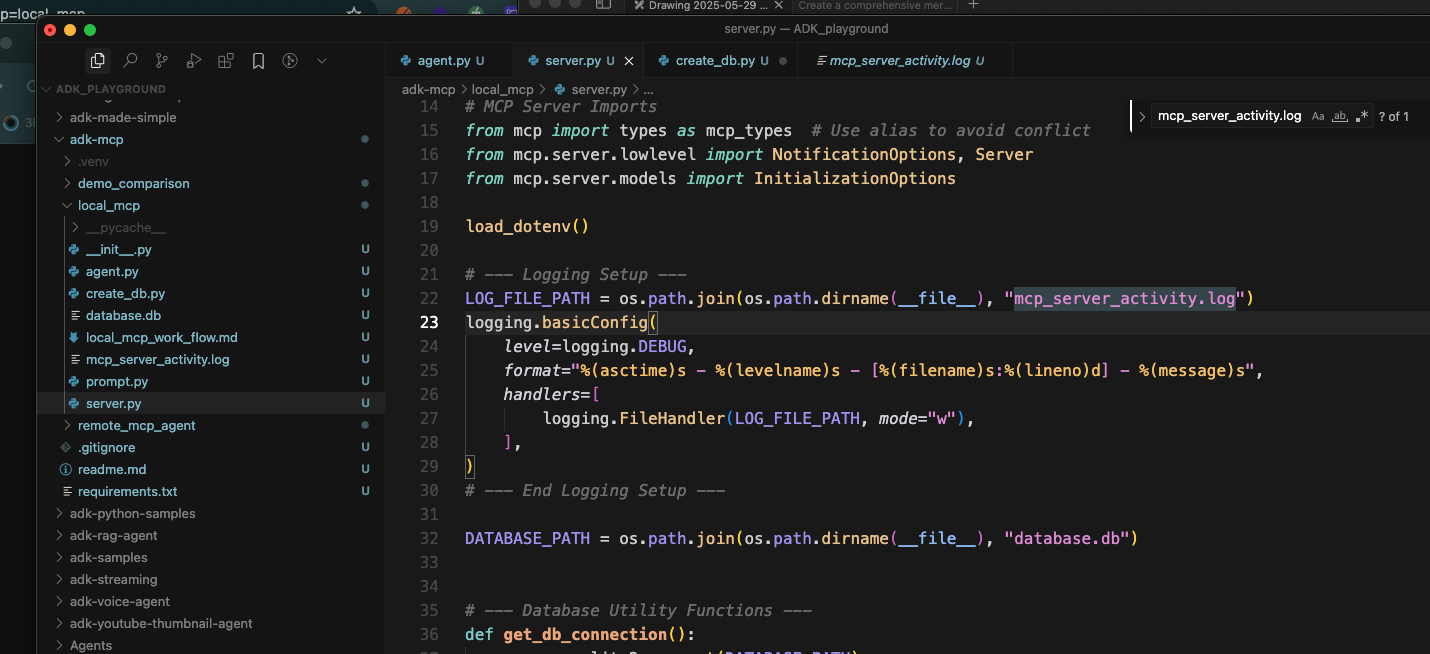 p=local_mcp
Drawing 2025-05-29 ...
Create a comprehensive mer...
server.py — ADK_playground
agent.py U
server.py U
create_db.py U
mcp_server_activity.log U
ADK_PLAYGROUND
adk-made-simple
adk-mcp
.venv
demo_comparison
local_mcp
__pycache__
__init__.py U
agent.py U
create_db.py U
database.db U
local_mcp_work_flow.md U
mcp_server_activity.log U
prompt.py U
server.py U
remote_mcp_agent
.gitignore U
readme.md U
requirements.txt U
adk-python-samples
adk-rag-agent
adk-samples
adk-streaming
adk-voice-agent
adk-youtube-thumbnail-agent
Agents
adk-mcp > local_mcp > server.py > ...
mcp_server_activity.log Aa ab .* ? of 1
14 # MCP Server Imports
15 from mcp import types as mcp_types  # Use alias to avoid conflict
16 from mcp.server.lowlevel import NotificationOptions, Server
17 from mcp.server.models import InitializationOptions
18
19 load_dotenv()
20
21 # --- Logging Setup ---
22 LOG_FILE_PATH = os.path.join(os.path.dirname(__file__), "mcp_server_activity.log")
23 logging.basicConfig(
24     level=logging.DEBUG,
25     format="%(asctime)s - %(levelname)s - [%(filename)s:%(lineno)d] - %(message)s",
26     handlers=[
27         logging.FileHandler(LOG_FILE_PATH, mode="w"),
28     ],
29 )
30 # --- End Logging Setup ---
31
32 DATABASE_PATH = os.path.join(os.path.dirname(__file__), "database.db")
33
34
35 # --- Database Utility Functions ---
36 def get_db_connection():